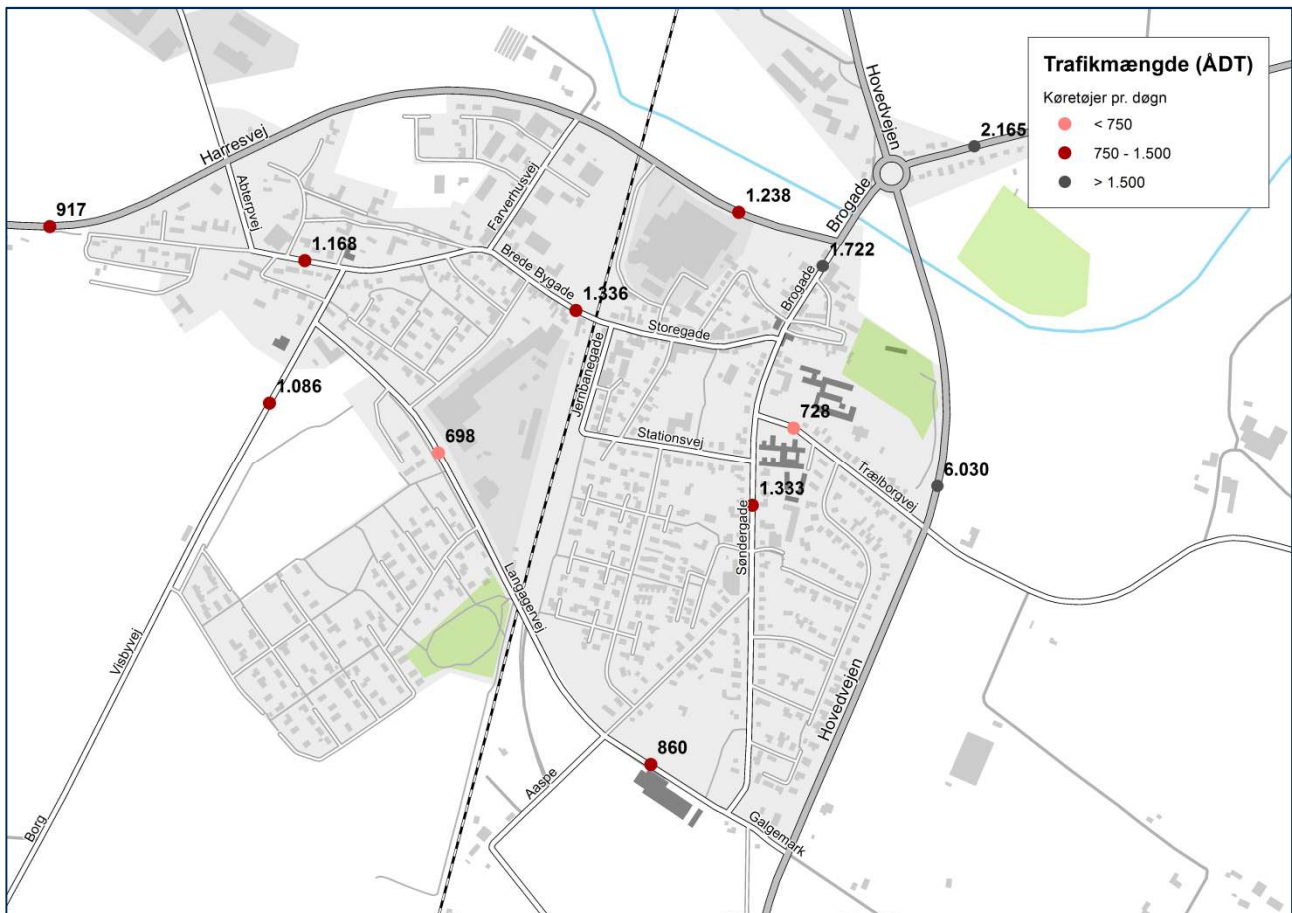 Trafikmængde (ÅDT)
Køretøjer pr. døgn
< 750
750 - 1.500
> 1.500
Hovedvejen
2.165
Harresvej
Abterpvej
Farverhusvej
917
1.238
Brogade
1.168
1.722
Brede Bygade
1.336
Brogade
Storegade
Jernbanegade
1.086
728
698
Stationsvej
Trælborgvej
6.030
1.333
Søndergade
Langagervej
Visbyvej
Hovedvejen
860
Aaspe
Galgemark
Borg